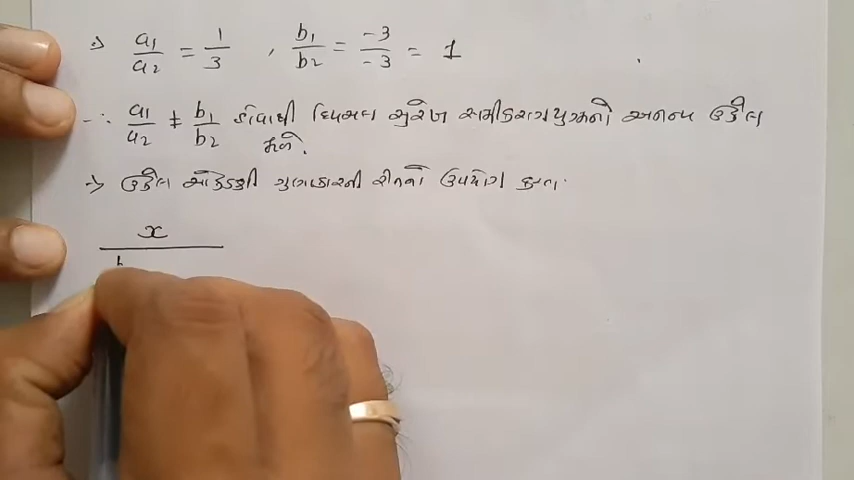 → a₁/a₂ = 1/3 , b₁/b₂ = -3/-3 = 1
∴ a₁/a₂ ≠ b₁/b₂ હોવાથી દ્વિચલ સુરેખ સમીકરણયુગ્મનો અનન્ય ઉકેલ
મળે.
→ ઉકેલ ચોકડી ગુણાકારની રીતનો ઉપયોગ કરતા
x
b